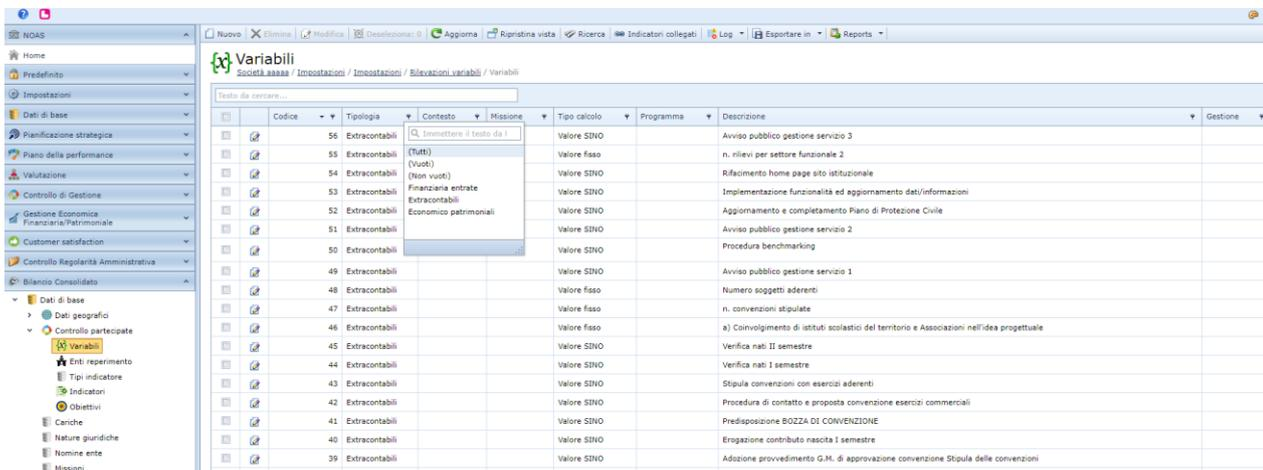 NOAS
Nuovo Elimina Modifica Deseleziona: 0 Aggiorna Ripristina vista Ricerca Indicatori collegati Log Esportare in Reports
Home
Predefinito
Impostazioni
Dati di base
Pianificazione strategica
Piano della performance
Valutazione
Controllo di Gestione
Gestione Economica
Finanziaria/Patrimoniale
Customer satisfaction
Controllo Regolarità Amministrativa
Bilancio Consolidato
Dati di base
Dati geografici
Controllo partecipate
{x} Variabili
Enti reperimento
Tipi indicatore
Indicatori
Obiettivi
Cariche
Nature giuridiche
Nomine ente
Missioni
{x} Variabili
Società aaaaa / Impostazioni / Impostazioni / Rilevazioni variabili / Variabili
Testo da cercare...
Codice Tipologia Contesto Missione Tipo calcolo Programma Descrizione Gestione
56 Extracontabili Valore SINO Avviso pubblico gestione servizio 3
55 Extracontabili Valore fisso n. rilievi per settore funzionale 2
54 Extracontabili Valore SINO Rifacimento home page sito istituzionale
53 Extracontabili Valore SINO Implementazione funzionalità ed aggiornamento dati/informazioni
52 Extracontabili Valore SINO Aggiornamento e completamento Piano di Protezione Civile
51 Extracontabili Valore SINO Avviso pubblico gestione servizio 2
50 Extracontabili Valore SINO Procedura benchmarking
49 Extracontabili Valore SINO Avviso pubblico gestione servizio 1
48 Extracontabili Valore fisso Numero soggetti aderenti
47 Extracontabili Valore fisso n. convenzioni stipulate
46 Extracontabili Valore fisso a) Coinvolgimento di istituti scolastici del territorio e Associazioni nell'idea progettuale
45 Extracontabili Valore SINO Verifica nati II semestre
44 Extracontabili Valore SINO Verifica nati I semestre
43 Extracontabili Valore SINO Stipula convenzioni con esercizi aderenti
42 Extracontabili Valore SINO Procedura di contatto e proposta convenzione esercizi commerciali
41 Extracontabili Valore SINO Predisposizione BOZZA DI CONVENZIONE
40 Extracontabili Valore SINO Erogazione contributo nascita I semestre
39 Extracontabili Valore SINO Adozione provvedimento G.M. di approvazione convenzione Stipula delle convenzioni
Immettere il testo da l
(Tutti)
(Vuoti)
(Non vuoti)
Finanziaria entrate
Extracontabili
Economico patrimoniali